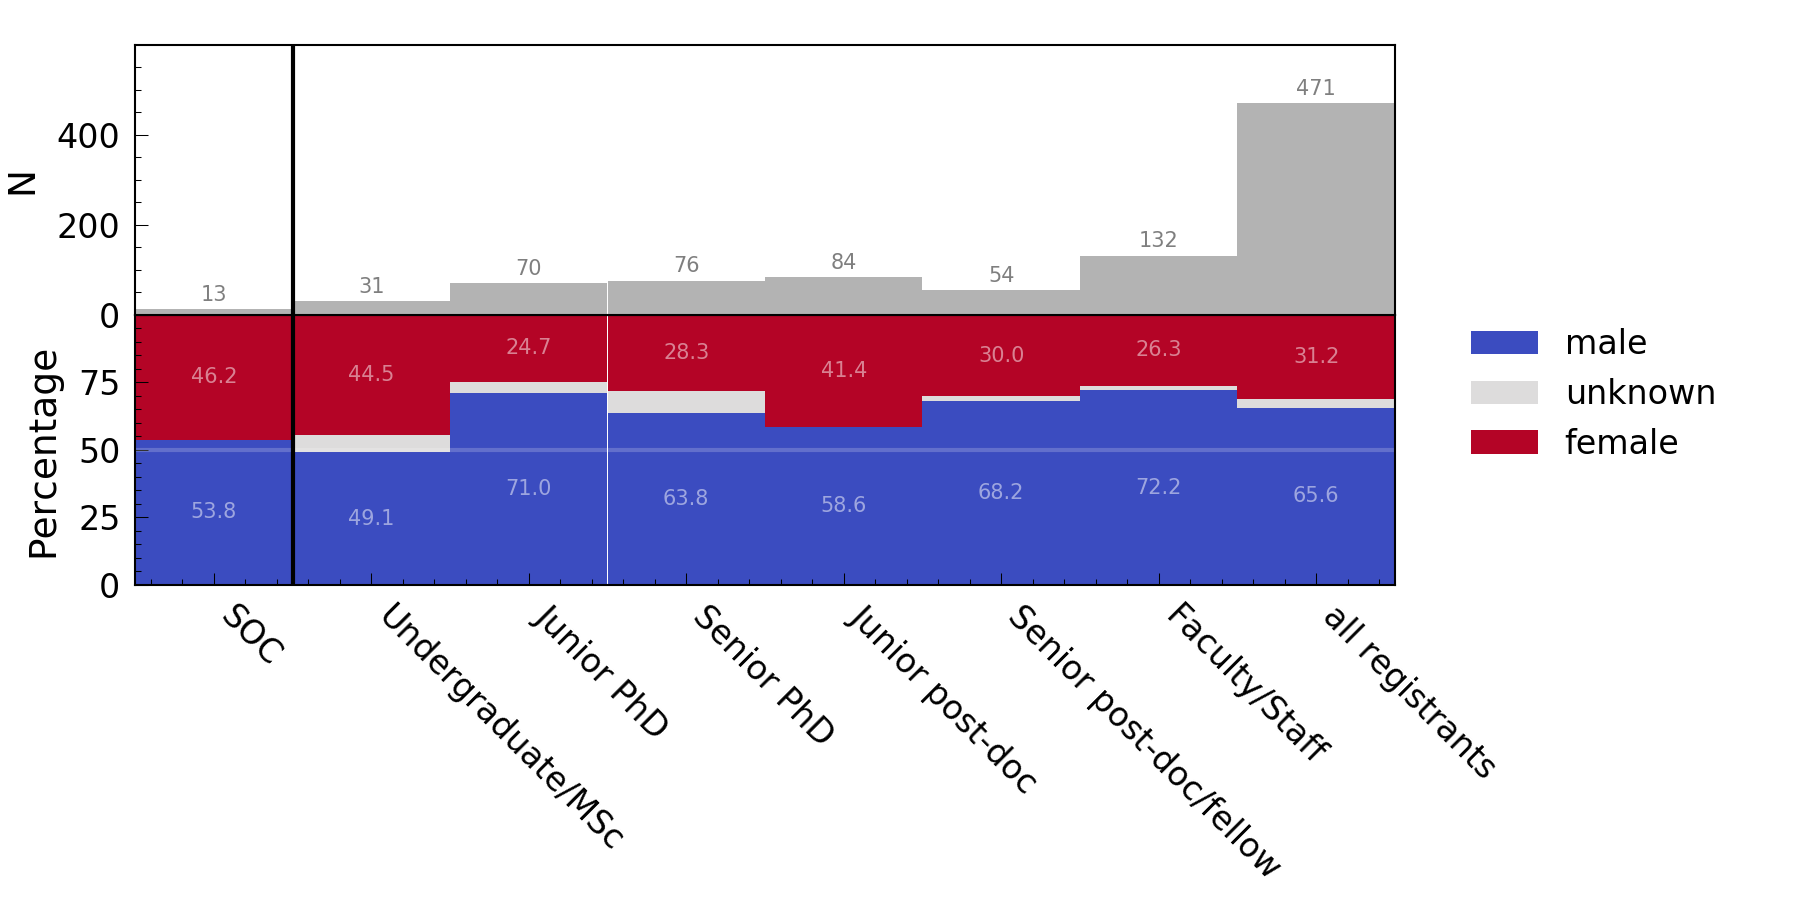 N
400
200
0
13
31
70
76
84
54
132
471
Percentage
75
50
25
0
46.2
44.5
24.7
28.3
41.4
30.0
26.3
31.2
53.8
49.1
71.0
63.8
58.6
68.2
72.2
65.6
SOC
Undergraduate/MSc
Junior PhD
Senior PhD
Junior post-doc
Senior post-doc/fellow
Faculty/Staff
all registrants
male
unknown
female